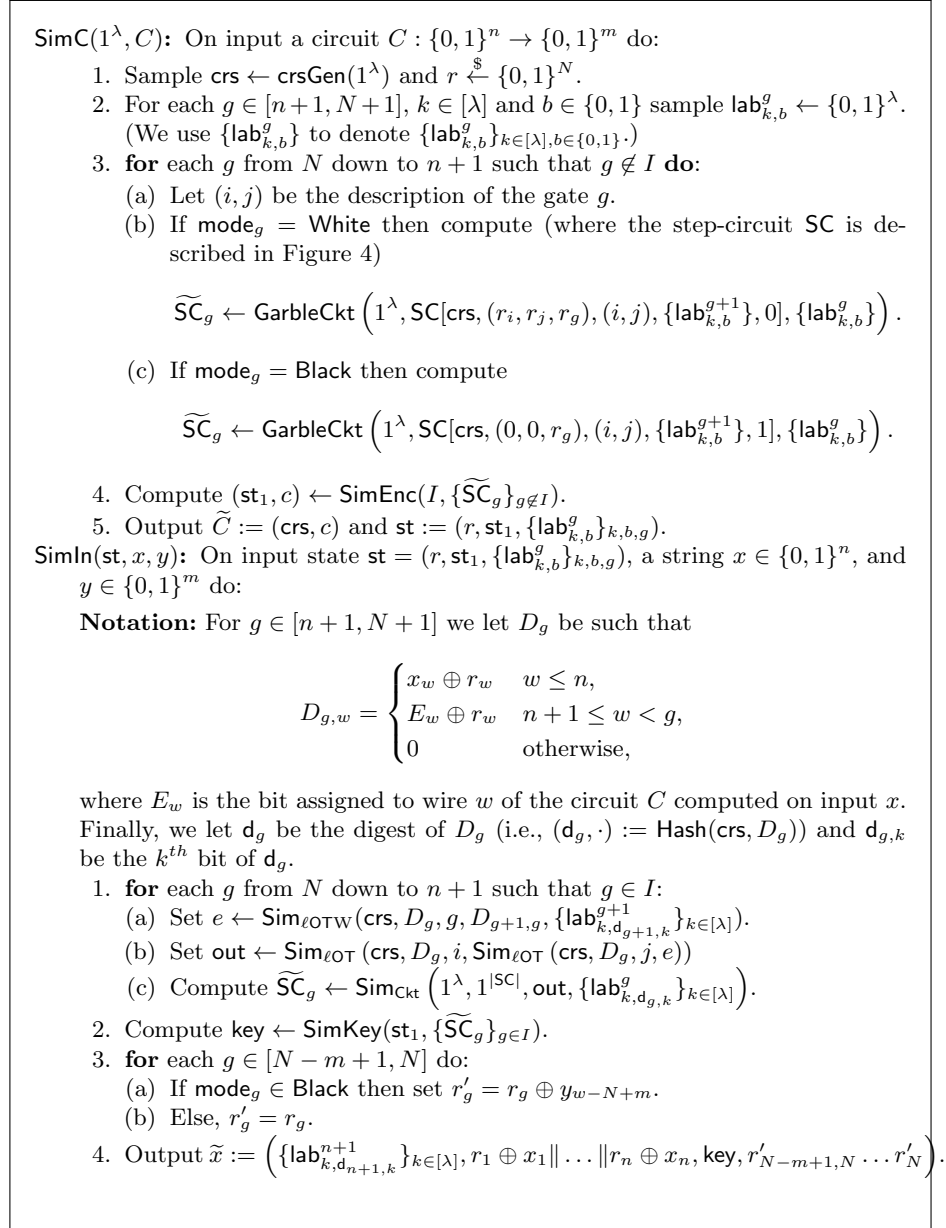 SimC(1^λ, C): On input a circuit C : {0, 1}^n → {0, 1}^m do:
1. Sample crs ← crsGen(1^λ) and r ←^$ {0, 1}^N.
2. For each g ∈ [n+1, N+1], k ∈ [λ] and b ∈ {0, 1} sample lab^g_{k,b} ← {0, 1}^λ.
(We use {lab^g_{k,b}} to denote {lab^g_{k,b}}_{k∈[λ],b∈{0,1}}.)
3. for each g from N down to n + 1 such that g ∉ I do:
(a) Let (i, j) be the description of the gate g.
(b) If mode_g = White then compute (where the step-circuit SC is de-
scribed in Figure 4)
S̃C_g ← GarbleCkt (1^λ, SC[crs, (r_i, r_j, r_g), (i, j), {lab^{g+1}_{k,b}}, 0], {lab^g_{k,b}}).
(c) If mode_g = Black then compute
S̃C_g ← GarbleCkt (1^λ, SC[crs, (0, 0, r_g), (i, j), {lab^{g+1}_{k,b}}, 1], {lab^g_{k,b}}).
4. Compute (st_1, c) ← SimEnc(I, {S̃C_g}_{g∉I}).
5. Output C̃ := (crs, c) and st := (r, st_1, {lab^g_{k,b}}_{k,b,g}).
SimIn(st, x, y): On input state st = (r, st_1, {lab^g_{k,b}}_{k,b,g}), a string x ∈ {0, 1}^n, and
y ∈ {0, 1}^m do:
Notation: For g ∈ [n + 1, N + 1] we let D_g be such that
D_{g,w} = { x_w ⊕ r_w w ≤ n,
E_w ⊕ r_w n + 1 ≤ w < g,
0 otherwise,
where E_w is the bit assigned to wire w of the circuit C computed on input x.
Finally, we let d_g be the digest of D_g (i.e., (d_g, ·) := Hash(crs, D_g)) and d_{g,k}
be the k^{th} bit of d_g.
1. for each g from N down to n + 1 such that g ∈ I:
(a) Set e ← Sim_{ℓOTW}(crs, D_g, g, D_{g+1,g}, {lab^{g+1}_{k,d_{g+1,k}}}_{k∈[λ]}).
(b) Set out ← Sim_{ℓOT} (crs, D_g, i, Sim_{ℓOT} (crs, D_g, j, e))
(c) Compute S̃C_g ← Sim_{Ckt} (1^λ, 1^{|SC|}, out, {lab^g_{k,d_{g,k}}}_{k∈[λ]}).
2. Compute key ← SimKey(st_1, {S̃C_g}_{g∈I}).
3. for each g ∈ [N − m + 1, N] do:
(a) If mode_g ∈ Black then set r′_g = r_g ⊕ y_{w−N+m}.
(b) Else, r′_g = r_g.
4. Output x̃ := ({lab^{n+1}_{k,d_{n+1,k}}}_{k∈[λ]}, r_1 ⊕ x_1‖ . . . ‖r_n ⊕ x_n, key, r′_{N−m+1,N} . . . r′_N).